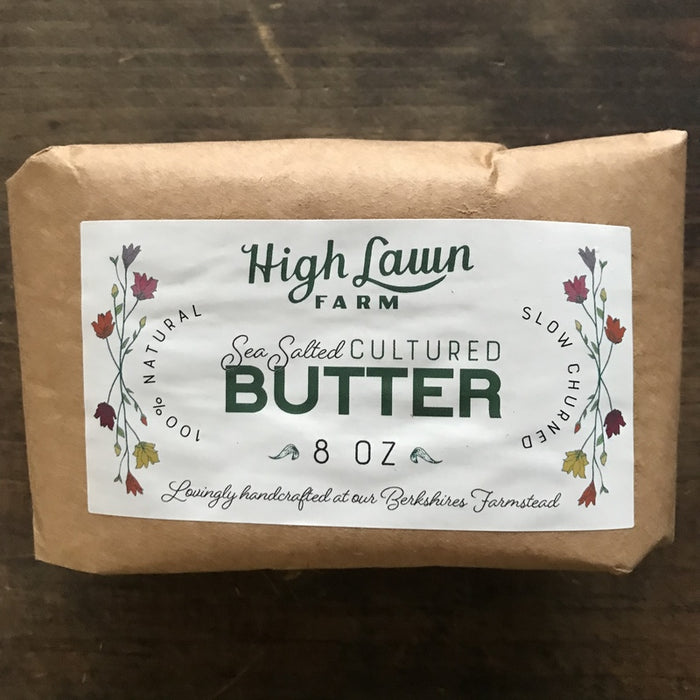 High Lawn
FARM
100% NATURAL
Sea Salted CULTURED
BUTTER
8 OZ
SLOW CHURNED
Lovingly handcrafted at our Berkshires Farmstead